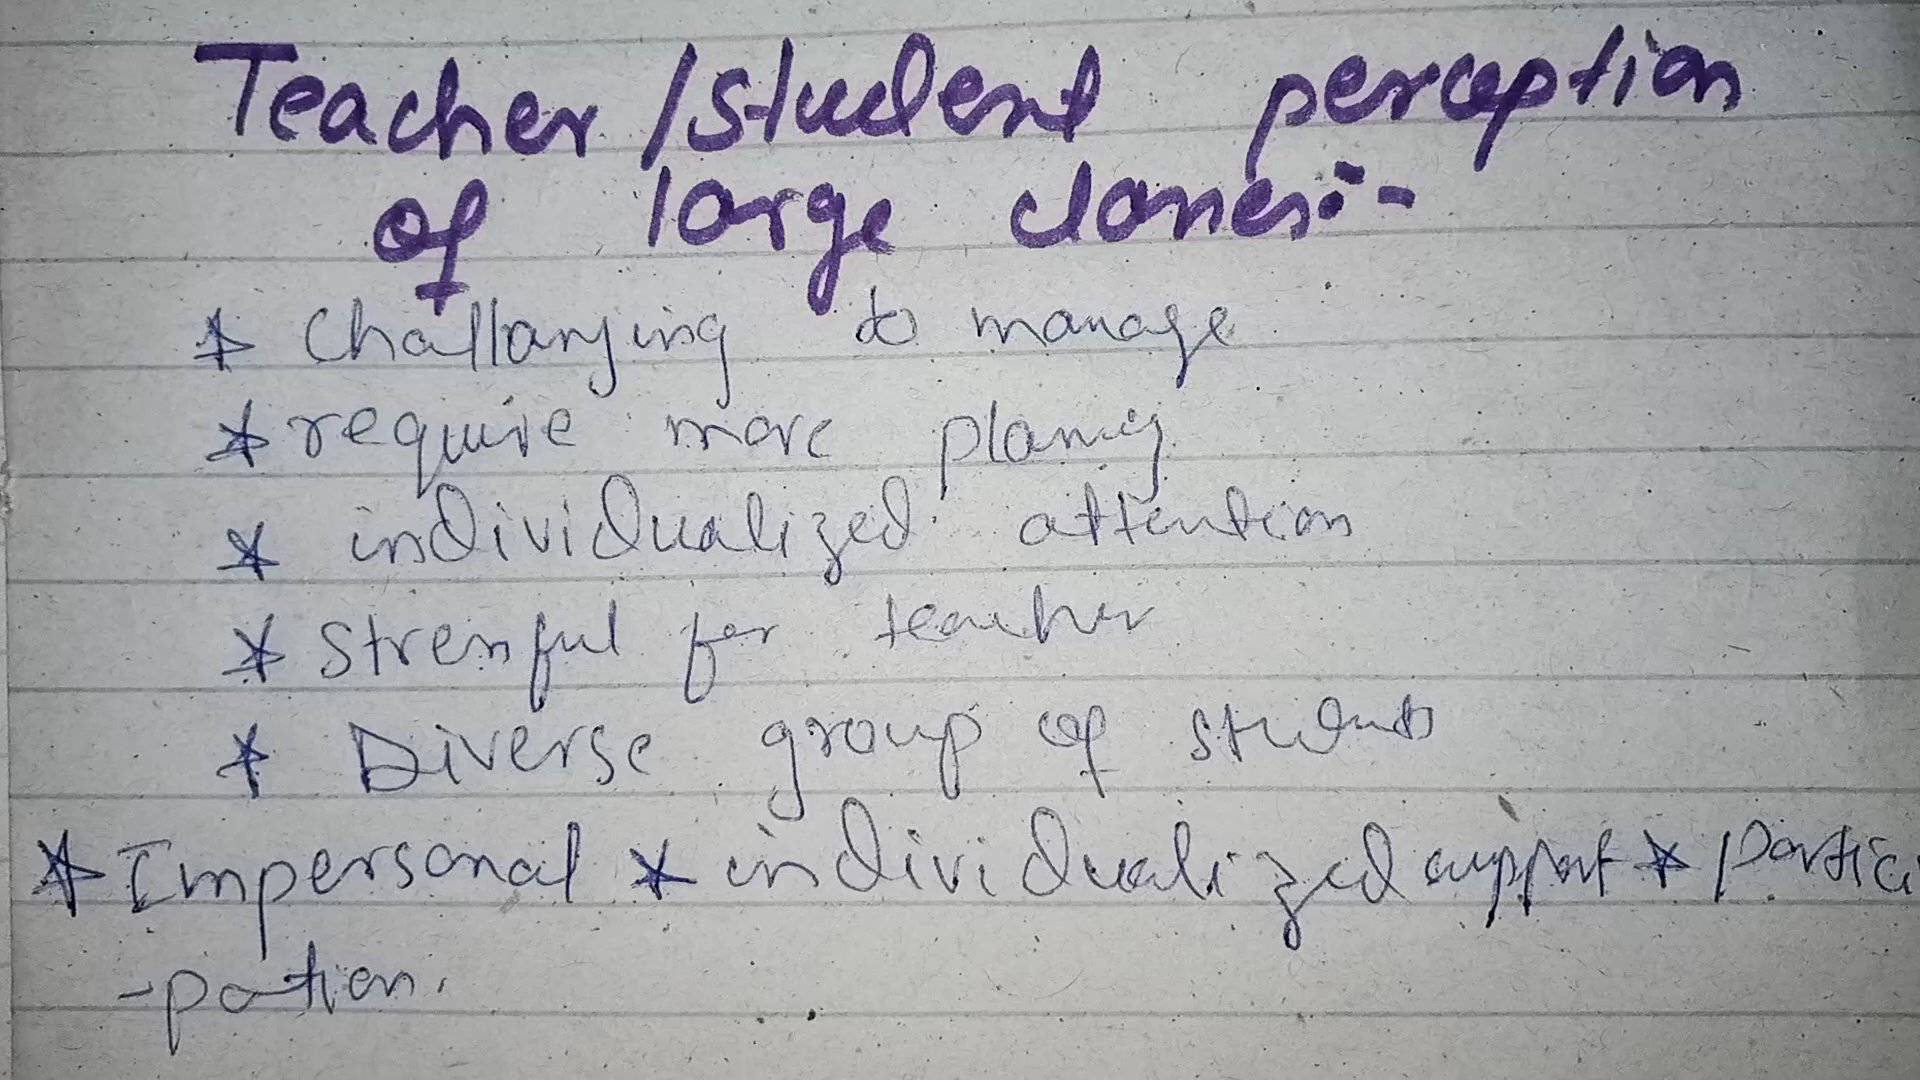 Teacher/student perception
of large classes:-
* Challanging to manage
* require more planing
* individualized attention
* Stressful for teacher
* Diverse group of students
* Impersonal * individualized support * partici
-pation.